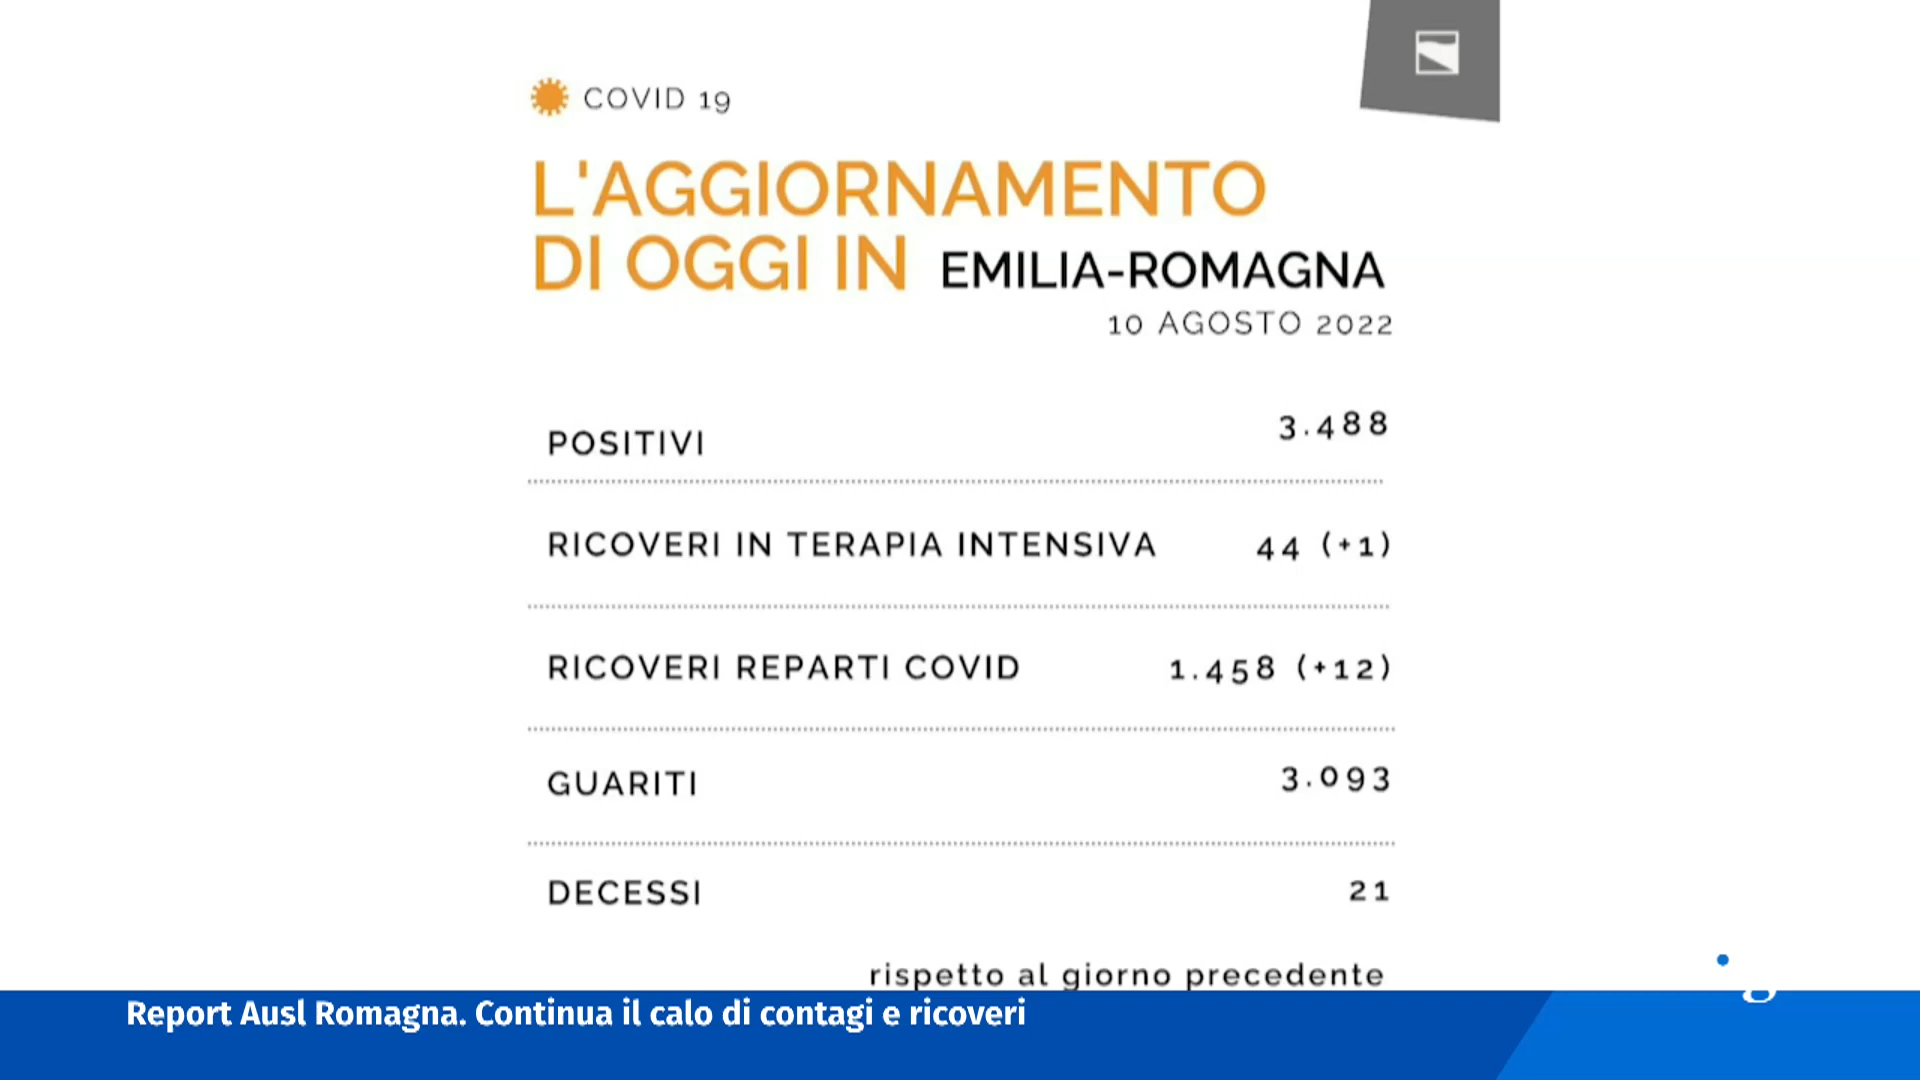 COVID 19
L'AGGIORNAMENTO
DI OGGI IN EMILIA-ROMAGNA
10 AGOSTO 2022
POSITIVI 3.488
RICOVERI IN TERAPIA INTENSIVA 44 (+1)
RICOVERI REPARTI COVID 1.458 (+12)
GUARITI 3.093
DECESSI 21
rispetto al giorno precedente
Report Ausl Romagna. Continua il calo di contagi e ricoveri